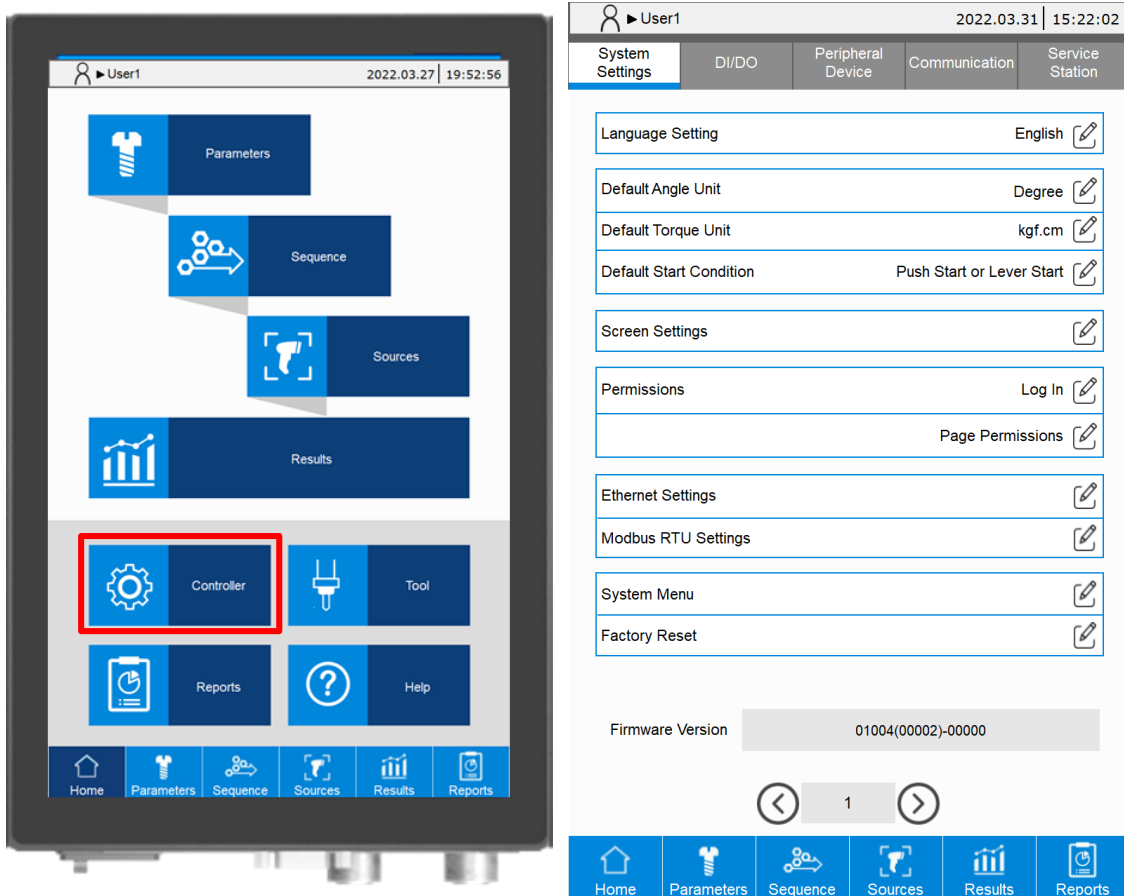 ►User1
2022.03.27 19:52:56
Parameters
Sequence
Sources
Results
Controller
Tool
Reports
Help
Home Parameters Sequence Sources Results Reports
►User1
2022.03.31 15:22:02
System Settings
DI/DO
Peripheral Device
Communication
Service Station
Language Setting English
Default Angle Unit Degree
Default Torque Unit kgf.cm
Default Start Condition Push Start or Lever Start
Screen Settings
Permissions Log In
Page Permissions
Ethernet Settings
Modbus RTU Settings
System Menu
Factory Reset
Firmware Version 01004(00002)-00000
1
Home Parameters Sequence Sources Results Reports